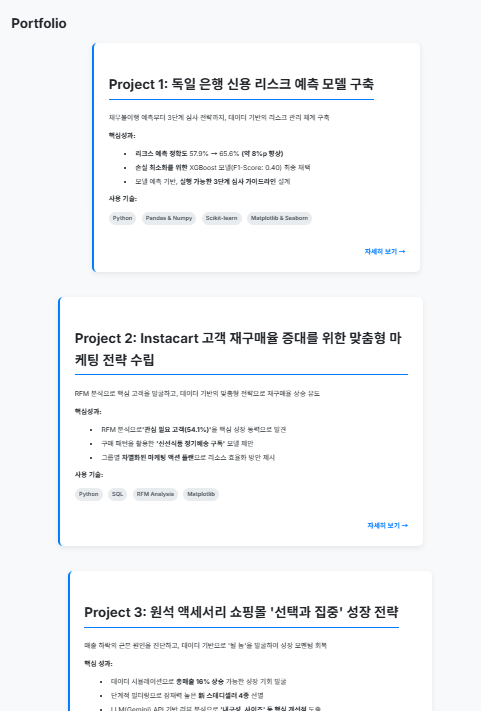 Portfolio
Project 1: 독일 은행 신용 리스크 예측 모델 구축
채무불이행 예측부터 3단계 심사 전략까지, 데이터 기반의 리스크 관리 체계 구축
핵심성과:
리스크 예측 정확도 57.9% → 65.6% (약 8%p 향상)
손실 최소화를 위한 XGBoost 모델(F1-Score: 0.40) 최종 채택
모델 예측 기반, 실행 가능한 3단계 심사 가이드라인 설계
사용 기술:
Python Pandas & Numpy Scikit-learn Matplotlib & Seaborn
자세히 보기 →
Project 2: Instacart 고객 재구매율 증대를 위한 맞춤형 마
케팅 전략 수립
RFM 분석으로 핵심 고객을 발굴하고, 데이터 기반의 맞춤형 전략으로 재구매율 상승 유도
핵심성과:
RFM 분석으로 '관심 필요 고객(54.1%)'을 핵심 성장 동력으로 발견
구매 패턴을 활용한 '신선식품 정기배송 구독' 모델 제안
그룹별 차별화된 마케팅 액션 플랜으로 리소스 효율화 방안 제시
사용 기술:
Python SQL RFM Analysis Matplotlib
자세히 보기 →
Project 3: 원석 액세서리 쇼핑몰 '선택과 집중' 성장 전략
매출 하락의 근본 원인을 진단하고, 데이터 기반으로 '될 놈'을 발굴하여 성장 모멘텀 회복
핵심 성과:
데이터 시뮬레이션으로 총매출 16% 상승 가능한 성장 기회 발굴
단계적 필터링으로 잠재력 높은 新 스테디셀러 4종 선별
LLM(Gemini) API 기반 리뷰 분석으로 '내구성, 사이즈' 등 핵심 개선점 도출